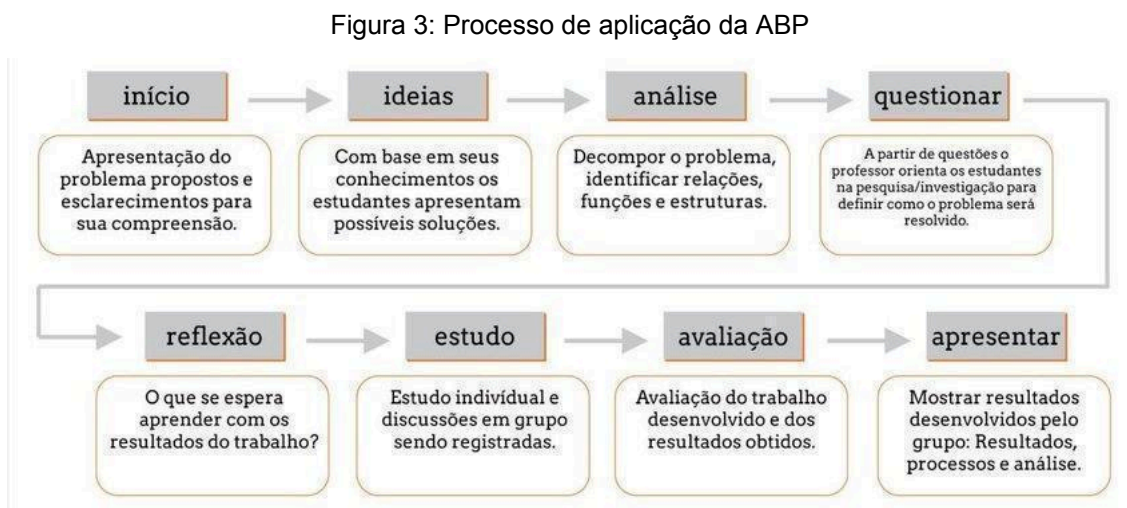 Figura 3: Processo de aplicação da ABP
início
ideias
análise
questionar
Apresentação do
problema propostos e
esclarecimentos para
sua compreensão.
Com base em seus
conhecimentos os
estudantes apresentam
possíveis soluções.
Decompor o problema,
identificar relações,
funções e estruturas.
A partir de questões o
professor orienta os estudantes
na pesquisa/investigação para
definir como o problema será
resolvido.
reflexão
estudo
avaliação
apresentar
O que se espera
aprender com os
resultados do trabalho?
Estudo indivídual e
discussões em grupo
sendo registradas.
Avaliação do trabalho
desenvolvido e dos
resultados obtidos.
Mostrar resultados
desenvolvidos pelo
grupo: Resultados,
processos e análise.